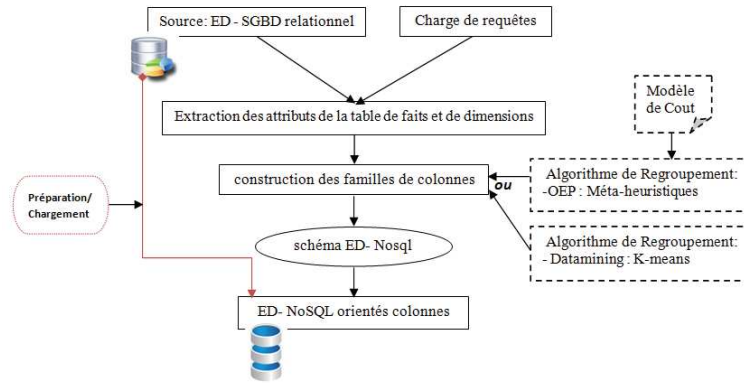 Source: ED - SGBD relationnel
Charge de requêtes
Extraction des attributs de la table de faits et de dimensions
Modèle
de Cout
construction des familles de colonnes
ou
Algorithme de Regroupement:
-OEP : Méta-heuristiques
Préparation/
Chargement
schéma ED- Nosql
Algorithme de Regroupement:
- Datamining : K-means
ED- NoSQL orientés colonnes